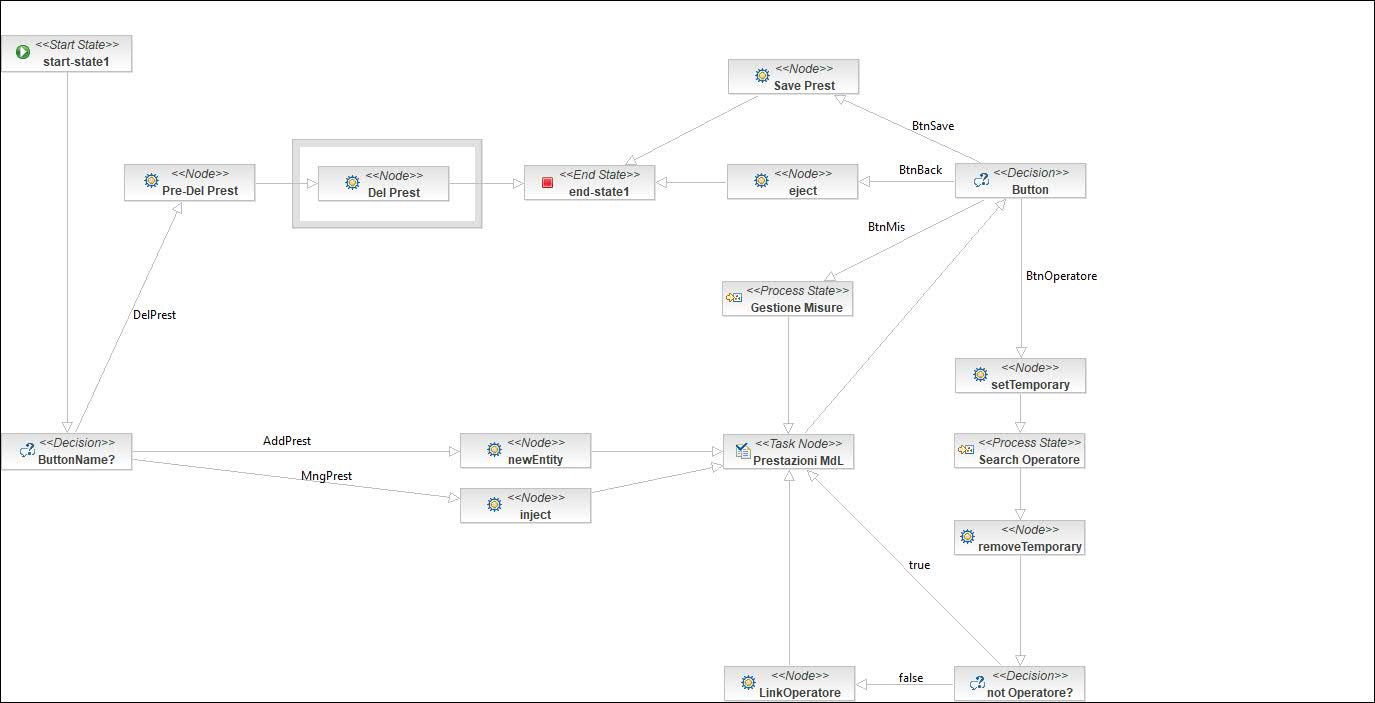 <<Start State>>
start-state1
<<Node>>
Save Prest
BtnSave
<<Node>>
Pre-Del Prest
<<Node>>
Del Prest
<<End State>>
end-state1
<<Node>>
eject
BtnBack
<<Decision>>
Button
BtnMis
BtnOperatore
<<Process State>>
Gestione Misure
DelPrest
<<Node>>
setTemporary
<<Decision>>
ButtonName?
AddPrest
<<Node>>
newEntity
<<Task Node>>
Prestazioni MdL
<<Process State>>
Search Operatore
MngPrest
<<Node>>
inject
<<Node>>
removeTemporary
true
<<Node>>
LinkOperatore
false
<<Decision>>
not Operatore?